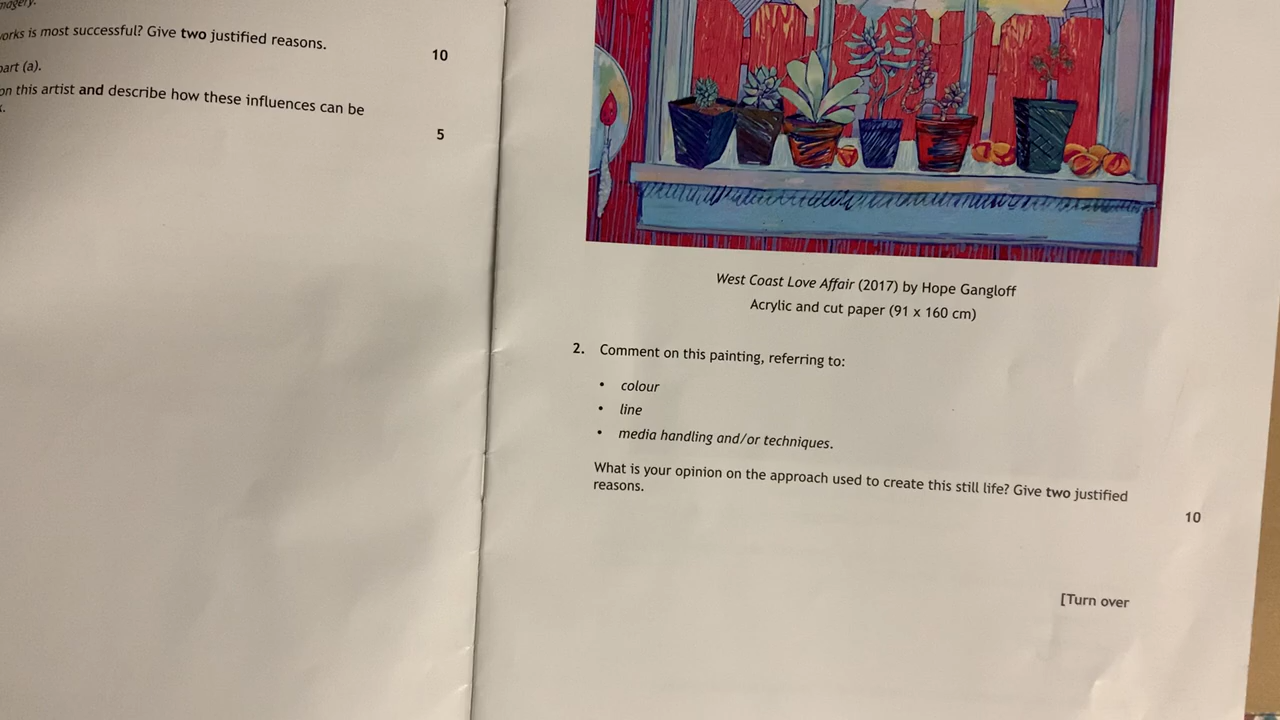 works is most successful? Give two justified reasons.
10
part (a).
on this artist and describe how these influences can be
5
West Coast Love Affair (2017) by Hope Gangloff
Acrylic and cut paper (91 x 160 cm)
2. Comment on this painting, referring to:
• colour
• line
• media handling and/or techniques.
What is your opinion on the approach used to create this still life? Give two justified
reasons.
10
[Turn over